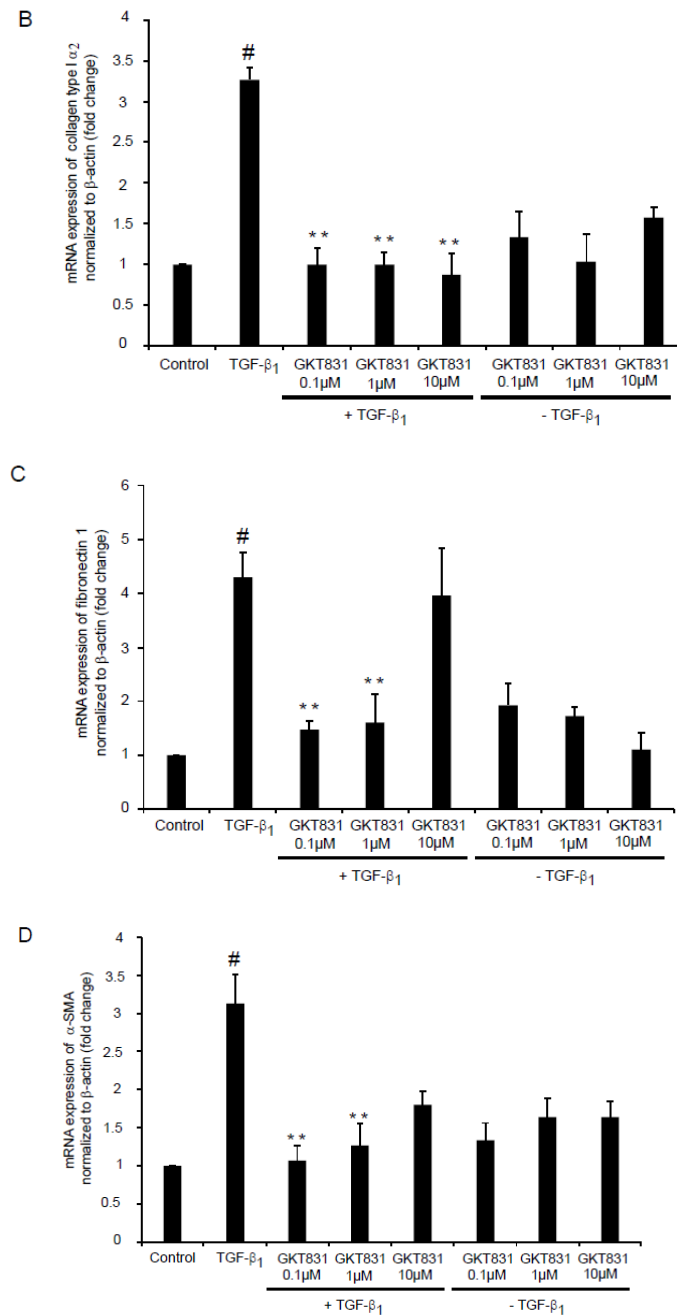 B
mRNA expression of collagen type I α2
normalized to β-actin (fold change)
4
3.5
3
2.5
2
1.5
1
0.5
0
#
**
**
**
Control
TGF-β1
GKT831
0.1μM
GKT831
1μM
GKT831
10μM
GKT831
0.1μM
GKT831
1μM
GKT831
10μM
+ TGF-β1
- TGF-β1
C
mRNA expression of fibronectin 1
normalized to β-actin (fold change)
6
5
4
3
2
1
0
#
**
**
Control
TGF-β1
GKT831
0.1μM
GKT831
1μM
GKT831
10μM
GKT831
0.1μM
GKT831
1μM
GKT831
10μM
+ TGF-β1
- TGF-β1
D
mRNA expression of α-SMA
normalized to β-actin (fold change)
4
3.5
3
2.5
2
1.5
1
0.5
0
#
**
**
Control
TGF-β1
GKT831
0.1μM
GKT831
1μM
GKT831
10μM
GKT831
0.1μM
GKT831
1μM
GKT831
10μM
+ TGF-β1
- TGF-β1